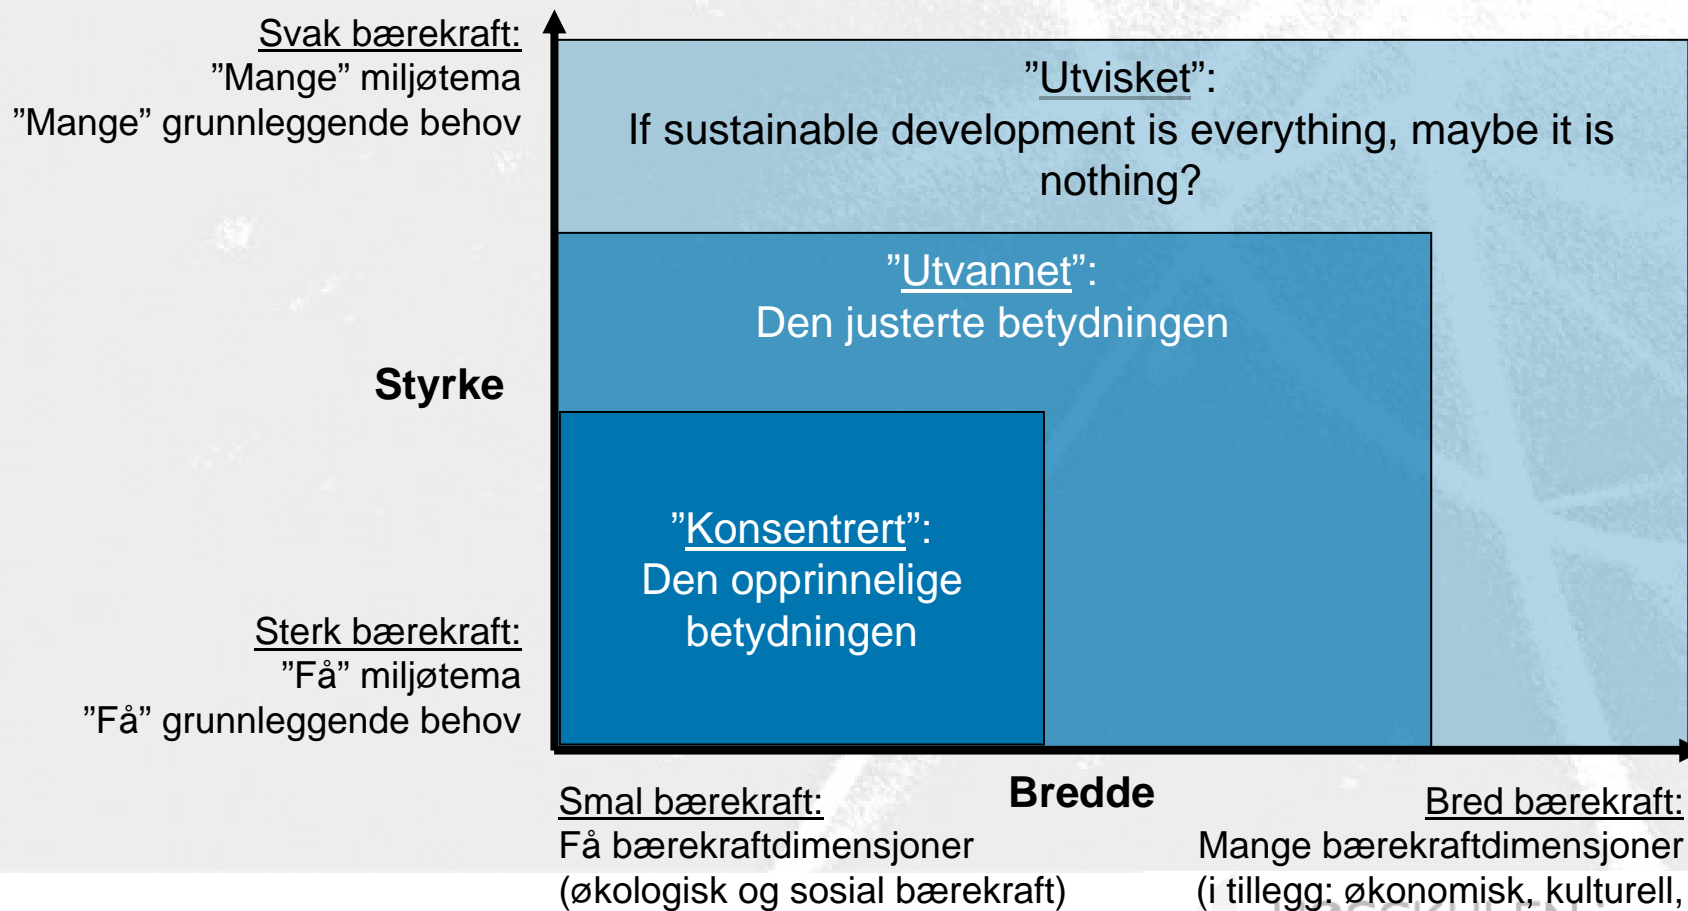 Svak bærekraft:
”Mange” miljøtema
”Mange” grunnleggende behov
”Utvisket”:
If sustainable development is everything, maybe it is
nothing?
”Utvannet”:
Den justerte betydningen
Styrke
”Konsentrert”:
Den opprinnelige
betydningen
Sterk bærekraft:
”Få” miljøtema
”Få” grunnleggende behov
Bredde
Smal bærekraft:
Få bærekraftdimensjoner
(økologisk og sosial bærekraft)
Bred bærekraft:
Mange bærekraftdimensjoner
(i tillegg: økonomisk, kulturell,